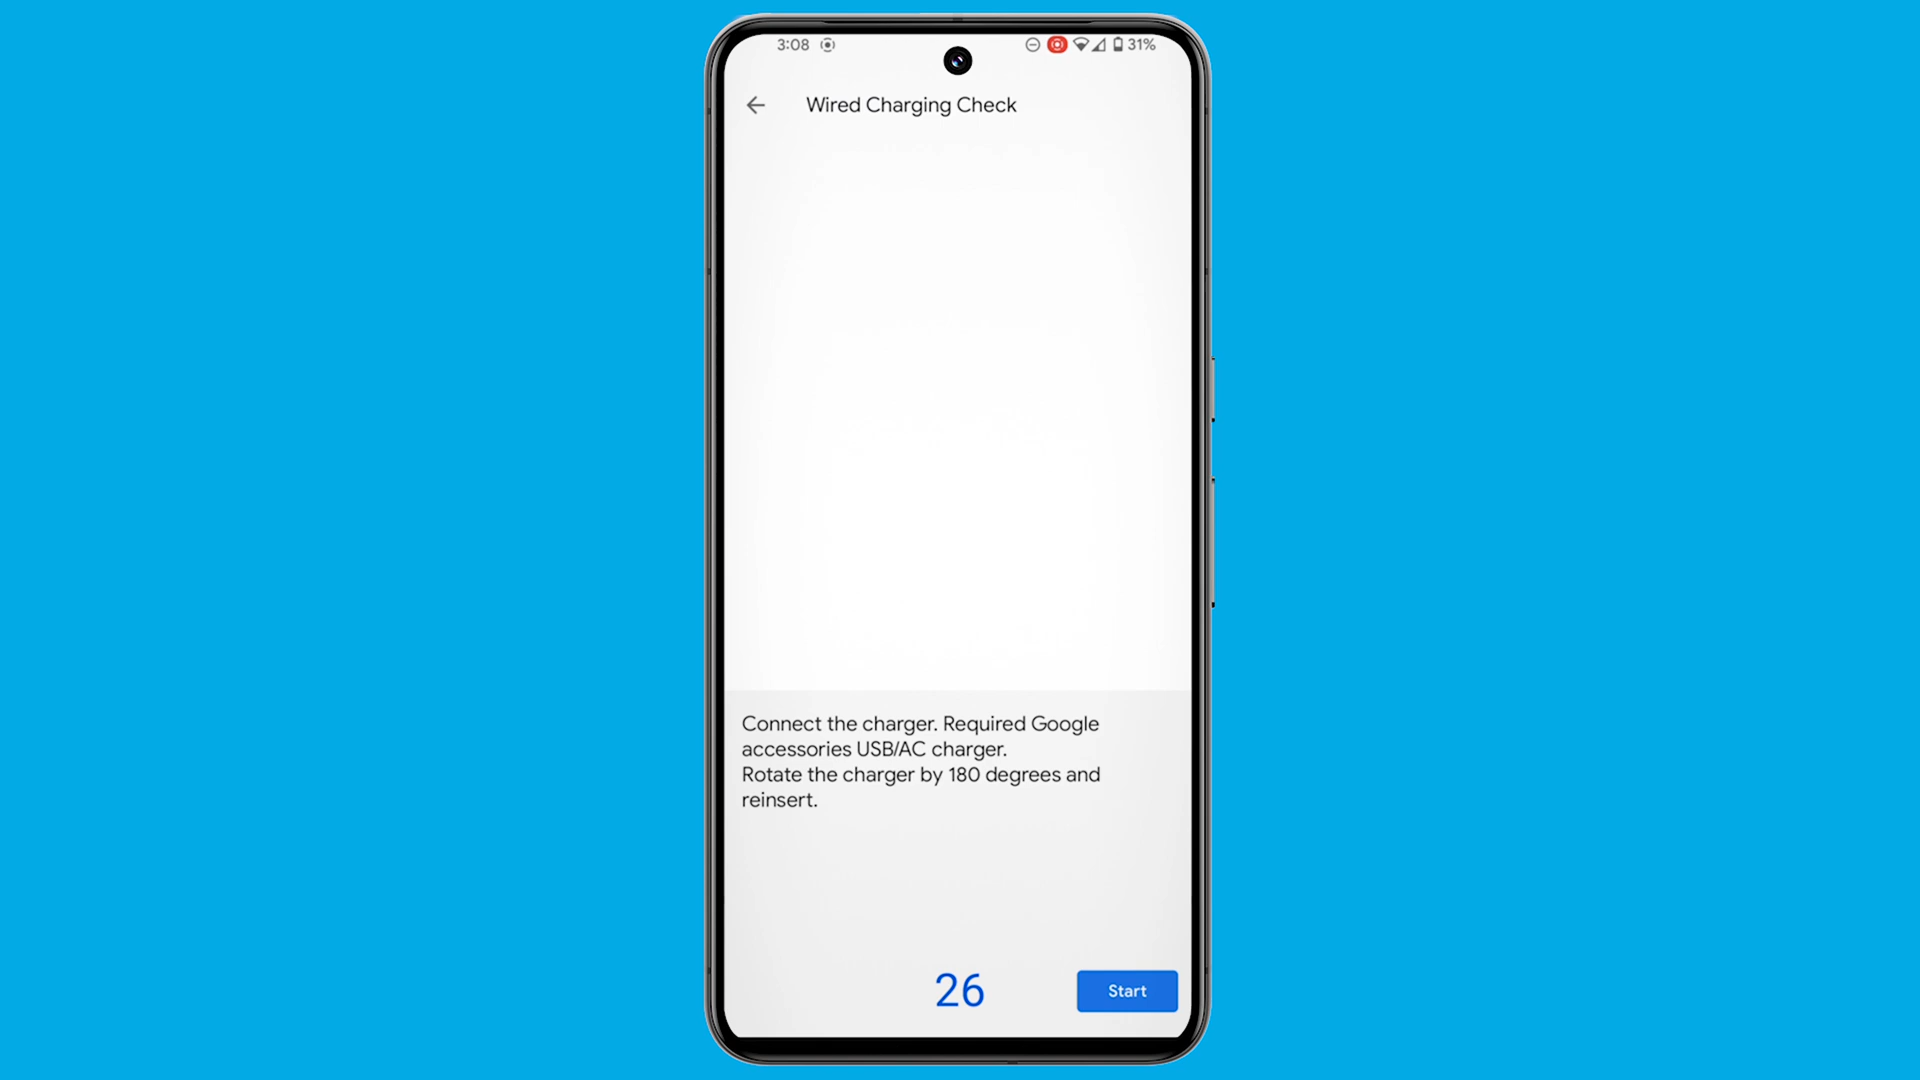 3:08 31%
Wired Charging Check
Connect the charger. Required Google
accessories USB/AC charger.
Rotate the charger by 180 degrees and
reinsert.
26 Start